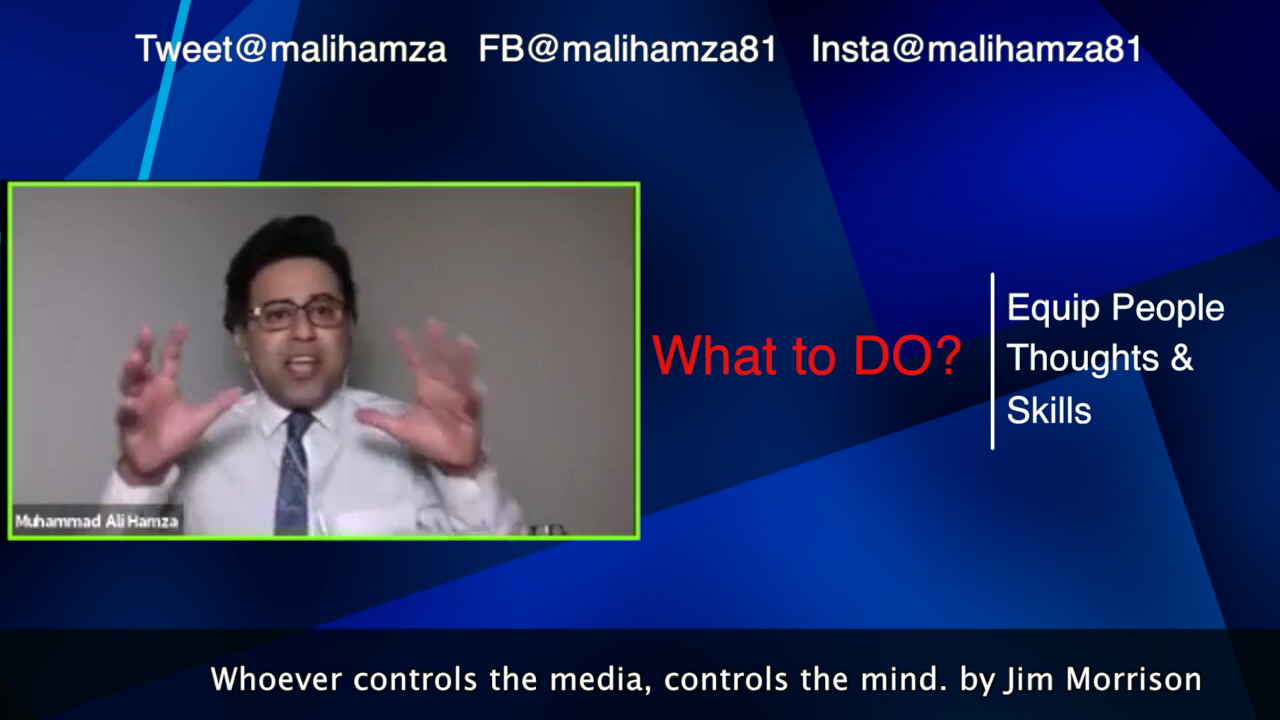 Tweet@malihamza FB@malihamza81 Insta@malihamza81
What to DO?
Equip People
Thoughts &
Skills
Muhammad Ali Hamza
Whoever controls the media, controls the mind. by Jim Morrison